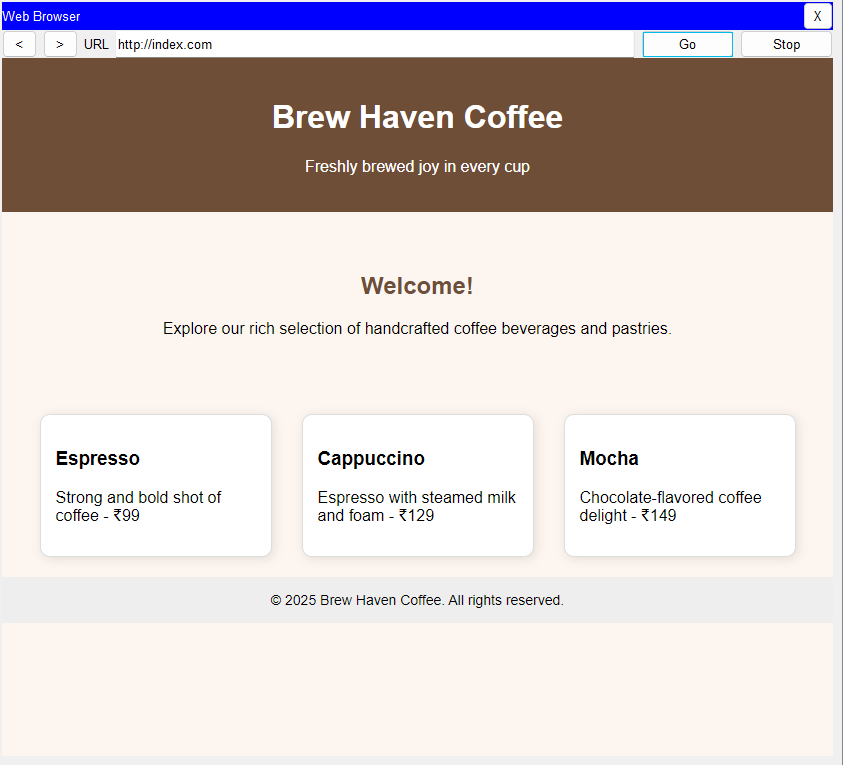 Web Browser X
< > URL http://index.com Go Stop
Brew Haven Coffee
Freshly brewed joy in every cup
Welcome!
Explore our rich selection of handcrafted coffee beverages and pastries.
Espresso
Strong and bold shot of
coffee - ₹99
Cappuccino
Espresso with steamed milk
and foam - ₹129
Mocha
Chocolate-flavored coffee
delight - ₹149
© 2025 Brew Haven Coffee. All rights reserved.